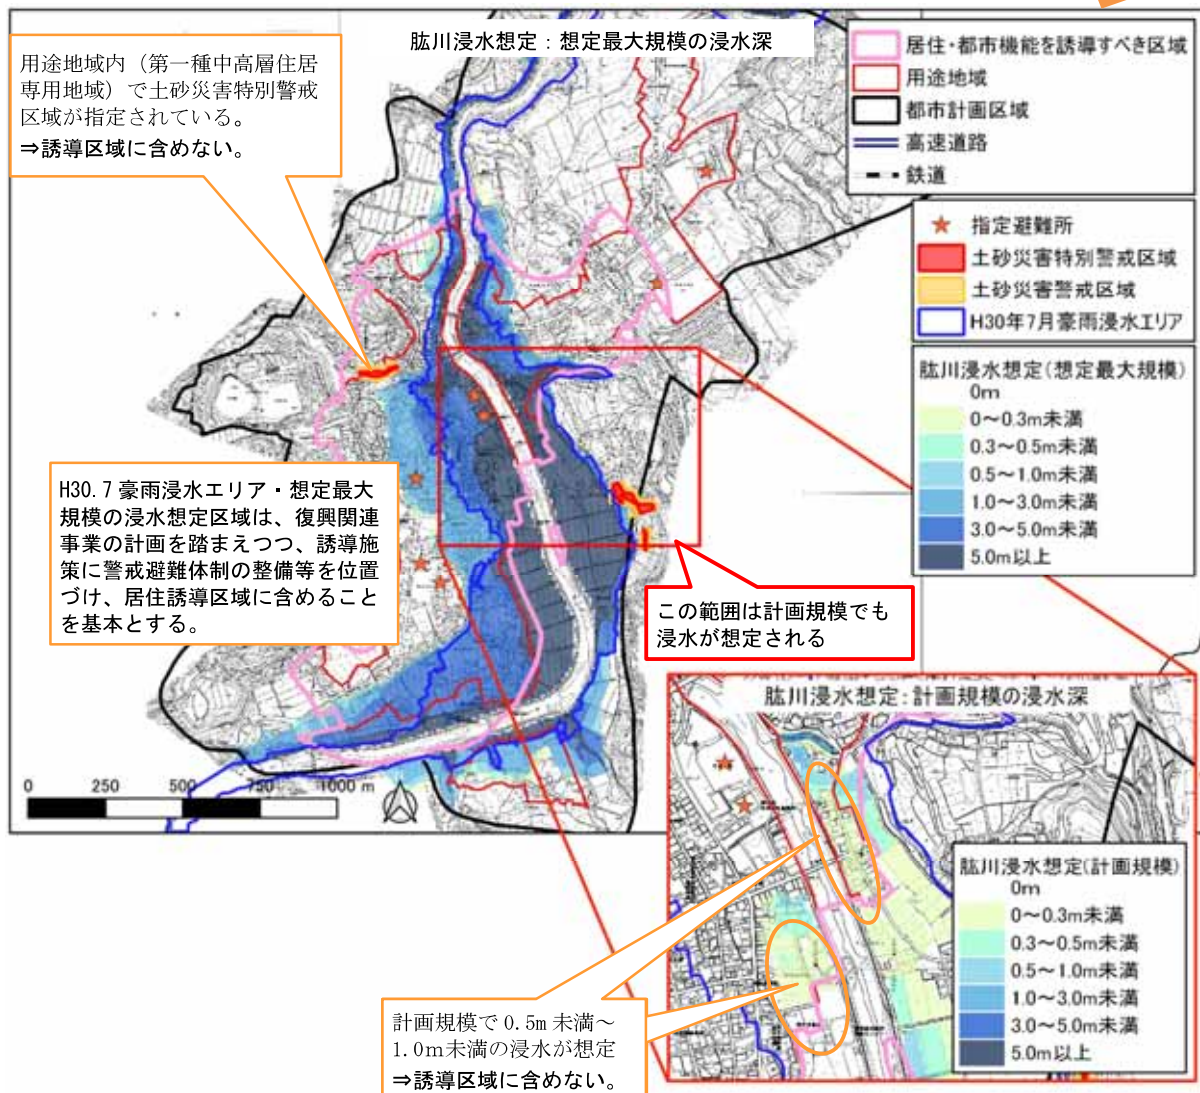 肱川浸水想定：想定最大規模の浸水深
用途地域内（第一種中高層住居
専用地域）で土砂災害特別警戒
区域が指定されている。
⇒誘導区域に含めない。
居住・都市機能を誘導すべき区域
用途地域
都市計画区域
高速道路
鉄道
指定避難所
土砂災害特別警戒区域
土砂災害警戒区域
H30年7月豪雨浸水エリア
肱川浸水想定(想定最大規模)
0m
0～0.3m未満
0.3～0.5m未満
0.5～1.0m未満
1.0～3.0m未満
3.0～5.0m未満
5.0m以上
H30.7 豪雨浸水エリア・想定最大
規模の浸水想定区域は、復興関連
事業の計画を踏まえつつ、誘導施
策に警戒避難体制の整備等を位置
づけ、居住誘導区域に含めること
を基本とする。
この範囲は計画規模でも
浸水が想定される
0 250 500 750 1000 m
肱川浸水想定:計画規模の浸水深
肱川浸水想定(計画規模)
0m
0～0.3m未満
0.3～0.5m未満
0.5～1.0m未満
1.0～3.0m未満
3.0～5.0m未満
5.0m以上
計画規模で 0.5m 未満～
1.0m未満の浸水が想定
⇒誘導区域に含めない。